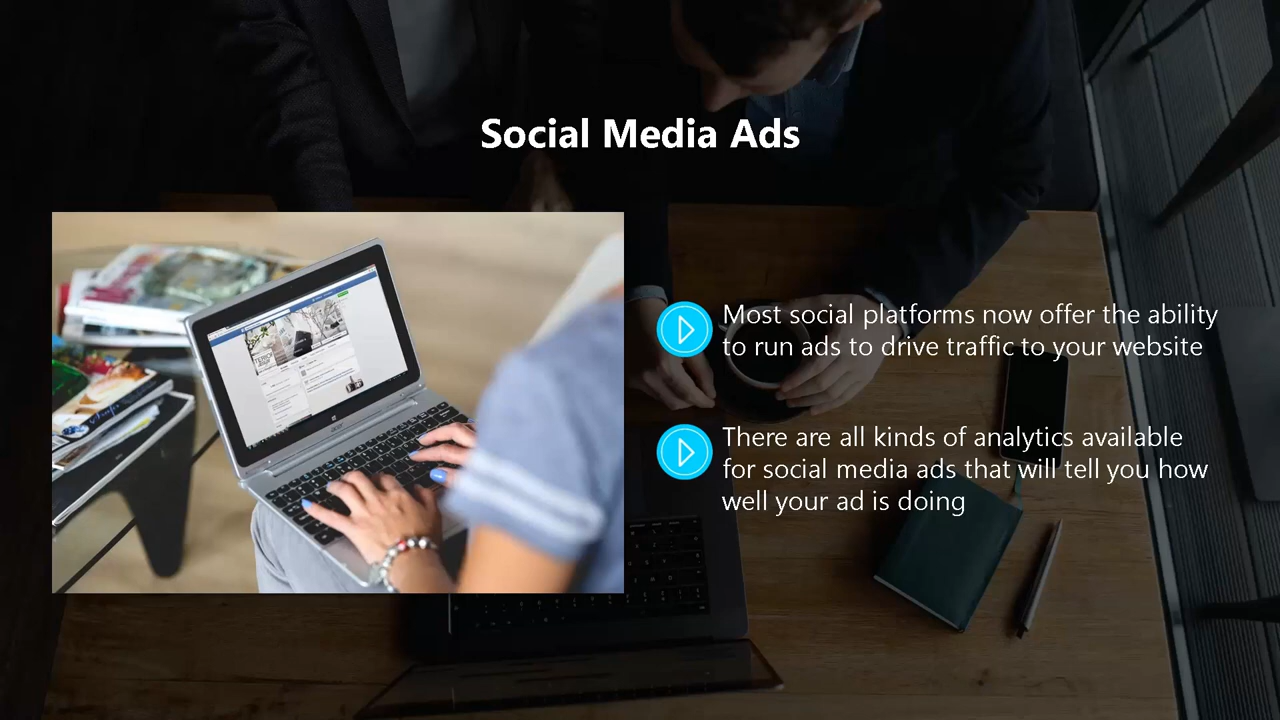 Social Media Ads
Most social platforms now offer the ability
to run ads to drive traffic to your website
There are all kinds of analytics available
for social media ads that will tell you how
well your ad is doing
acer